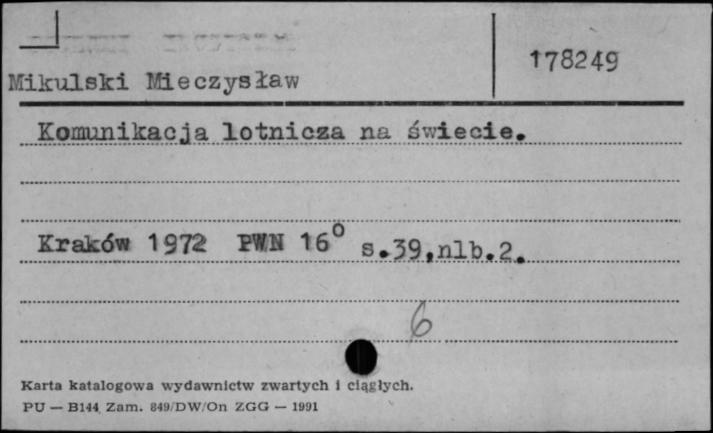 178249
Mikulski Mieczysław
Komunikacja lotnicza na świecie.
Kraków 1972 PWN 16° s.39,nlb.2.
6
Karta katalogowa wydawnictw zwartych i ciągłych.
PU — B144 Zam. 849/DW/On ZGG — 1991